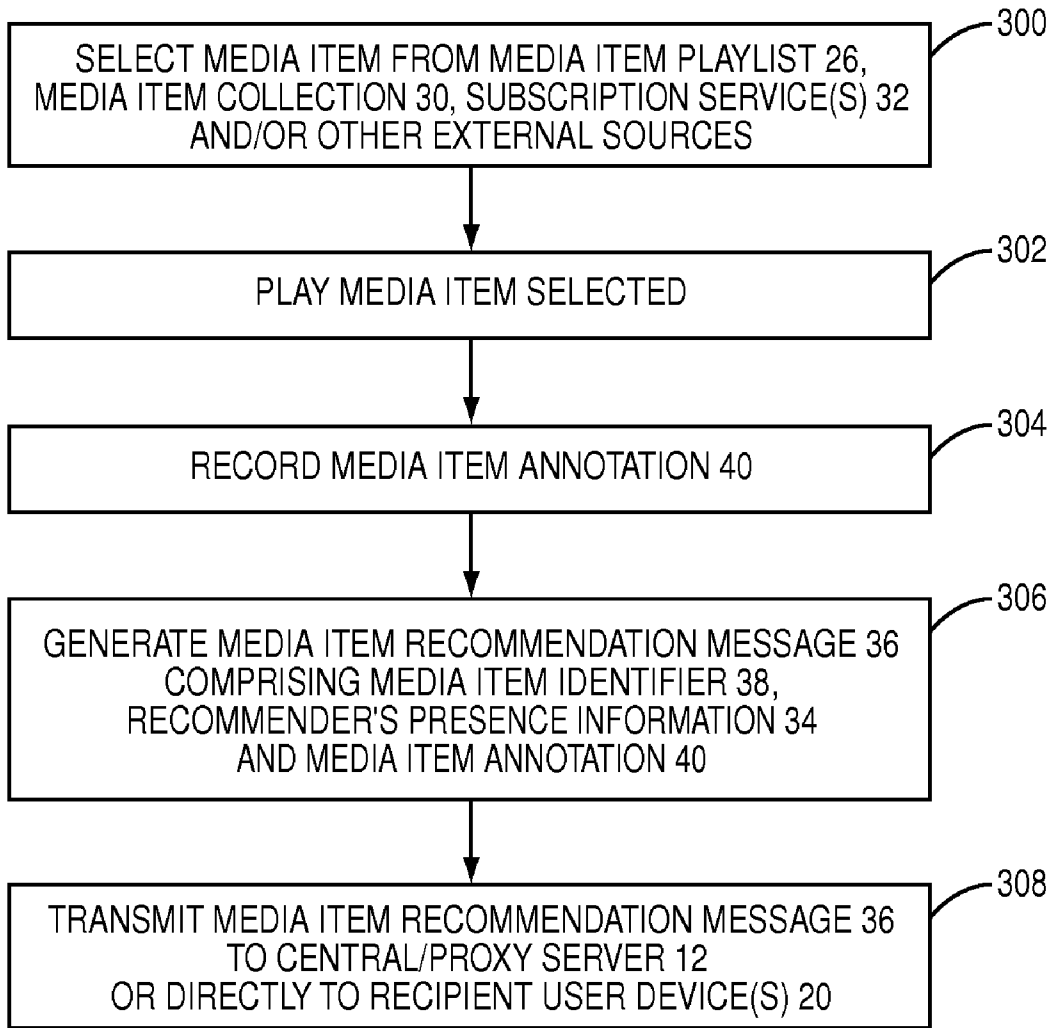 300
SELECT MEDIA ITEM FROM MEDIA ITEM PLAYLIST 26,
MEDIA ITEM COLLECTION 30, SUBSCRIPTION SERVICE(S) 32
AND/OR OTHER EXTERNAL SOURCES
302
PLAY MEDIA ITEM SELECTED
304
RECORD MEDIA ITEM ANNOTATION 40
306
GENERATE MEDIA ITEM RECOMMENDATION MESSAGE 36
COMPRISING MEDIA ITEM IDENTIFIER 38,
RECOMMENDER'S PRESENCE INFORMATION 34
AND MEDIA ITEM ANNOTATION 40
308
TRANSMIT MEDIA ITEM RECOMMENDATION MESSAGE 36
TO CENTRAL/PROXY SERVER 12
OR DIRECTLY TO RECIPIENT USER DEVICE(S) 20